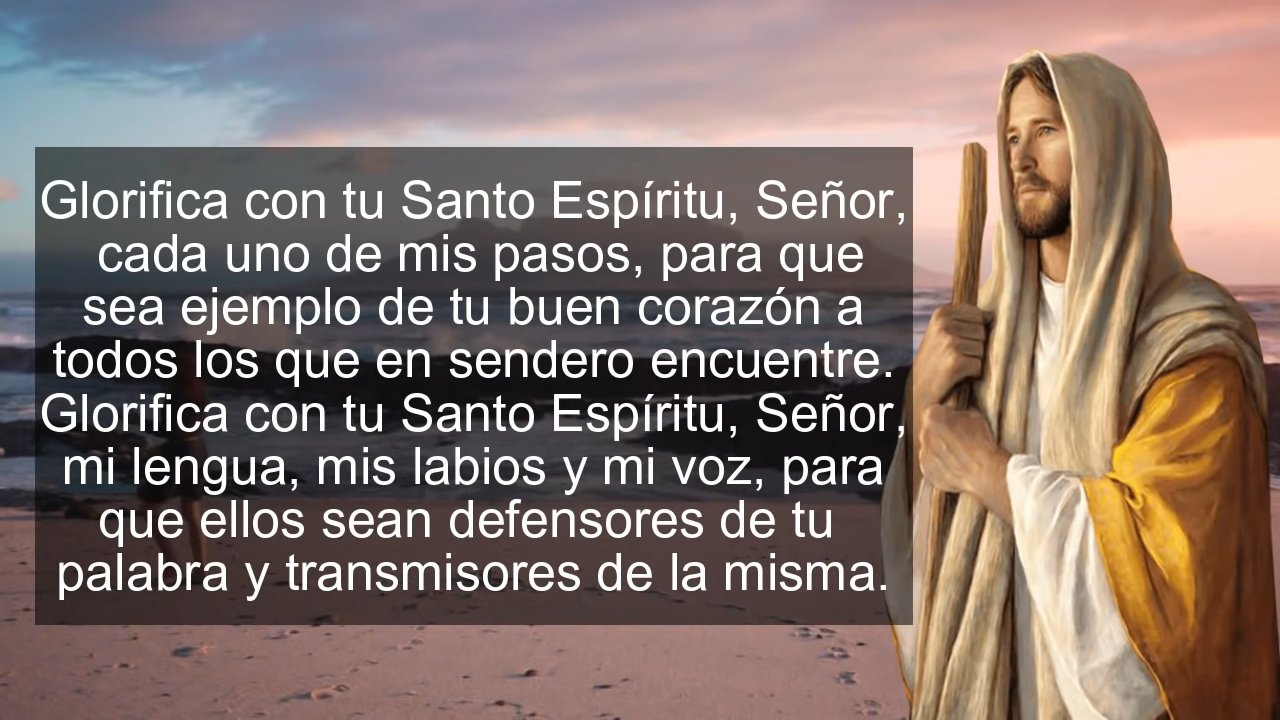 Glorifica con tu Santo Espíritu, Señor,
cada uno de mis pasos, para que
sea ejemplo de tu buen corazón a
todos los que en sendero encuentre.
Glorifica con tu Santo Espíritu, Señor,
mi lengua, mis labios y mi voz, para
que ellos sean defensores de tu
palabra y transmisores de la misma.